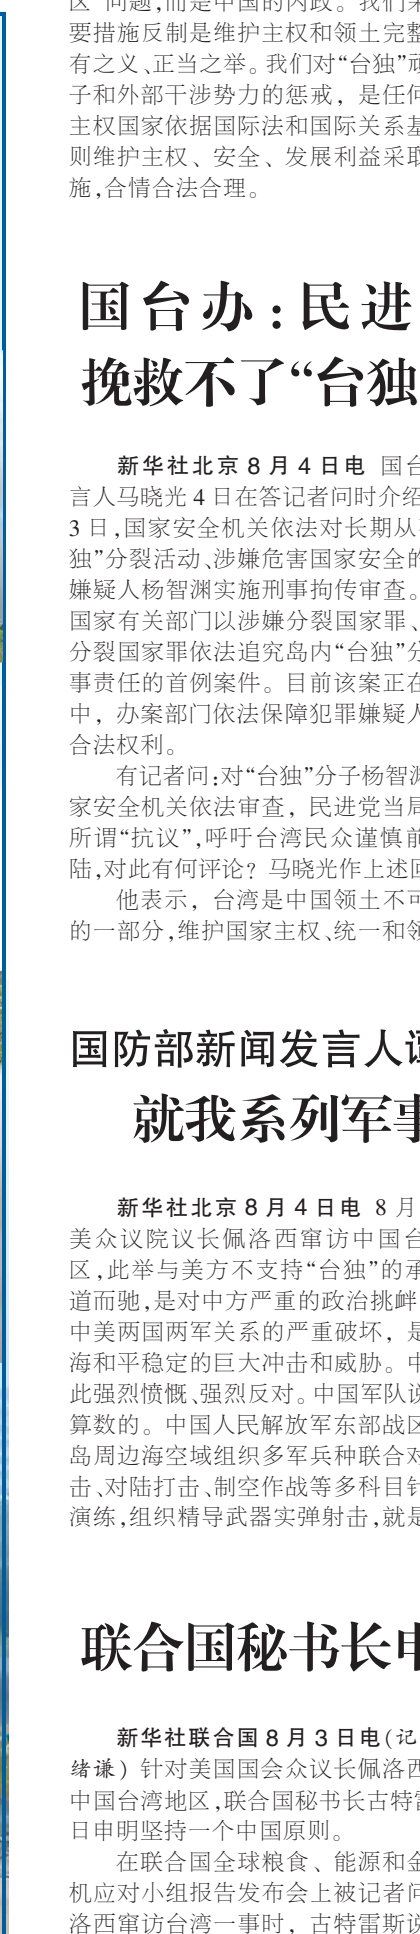 问题,而是中国的内政。我们
要措施反制是维护主权和领土完整
有之义、正当之举。我们对“台独”顽
子和外部干涉势力的惩戒，是任何
主权国家依据国际法和国际关系基
则维护主权、安全、发展利益采取
施,合情合法合理。
国台办:民进
挽救不了“台独
新华社北京8月4日电 国台
言人马晓光4日在答记者问时介绍
3日,国家安全机关依法对长期从
独”分裂活动、涉嫌危害国家安全的
嫌疑人杨智渊实施刑事拘传审查。
国家有关部门以涉嫌分裂国家罪、
分裂国家罪依法追究岛内“台独”分
事责任的首例案件。目前该案正在
中，办案部门依法保障犯罪嫌疑人
合法权利。
有记者问:对“台独”分子杨智渊
家安全机关依法审查，民进党当局
所谓“抗议”,呼吁台湾民众谨慎前
陆,对此有何评论？马晓光作上述回
他表示，台湾是中国领土不可
的一部分,维护国家主权、统一和领
国防部新闻发言人谭
就我系列军事
新华社北京8月4日电 8月
美众议院议长佩洛西窜访中国台
区,此举与美方不支持“台独”的承
道而驰,是对中方严重的政治挑衅
中美两国两军关系的严重破坏，是
海和平稳定的巨大冲击和威胁。中
此强烈愤慨、强烈反对。中国军队说
算数的。中国人民解放军东部战区
岛周边海空域组织多军兵种联合对
击、对陆打击、制空作战等多科目针
演练,组织精导武器实弹射击,就是
联合国秘书长申
新华社联合国8月3日电(记
绪谦）针对美国国会众议长佩洛西
中国台湾地区,联合国秘书长古特雷
日申明坚持一个中国原则。
在联合国全球粮食、能源和金
机应对小组报告发布会上被记者问
洛西窜访台湾一事时，古特雷斯说